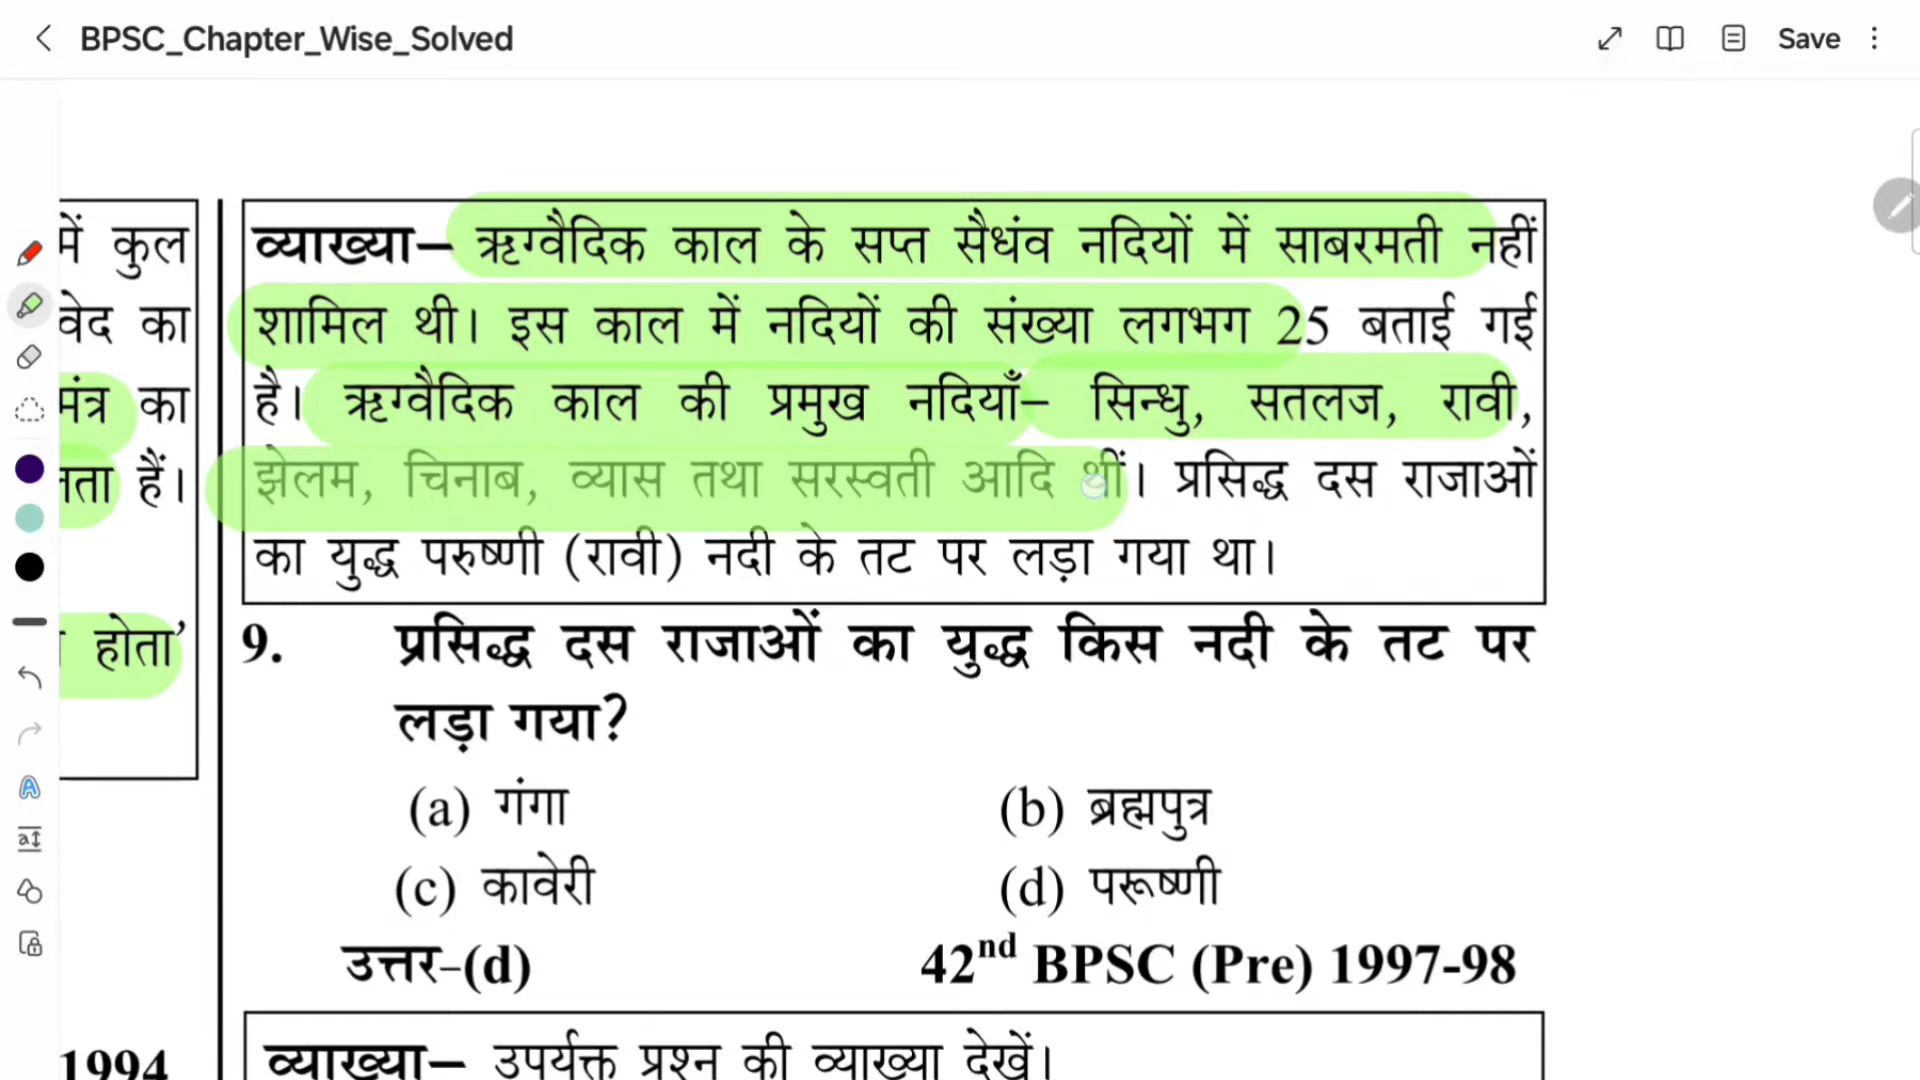 BPSC_Chapter_Wise_Solved
Save
में कुल
वेद का
मंत्र का
हैं।
होता’
1994
व्याख्या– ऋग्वैदिक काल के सप्त सैधंव नदियों में साबरमती नहीं
शामिल थी। इस काल में नदियों की संख्या लगभग 25 बताई गई
है। ऋग्वैदिक काल की प्रमुख नदियाँ– सिन्धु, सतलज, रावी,
झेलम, चिनाब, व्यास तथा सरस्वती आदि थीं। प्रसिद्ध दस राजाओं
का युद्ध परुष्णी (रावी) नदी के तट पर लड़ा गया था।
9. प्रसिद्ध दस राजाओं का युद्ध किस नदी के तट पर
लड़ा गया?
(a) गंगा (b) ब्रह्मपुत्र
(c) कावेरी (d) परूष्णी
उत्तर–(d) 42nd BPSC (Pre) 1997-98
व्याख्या– उपर्यक्त प्रश्न की व्याख्या देखें।